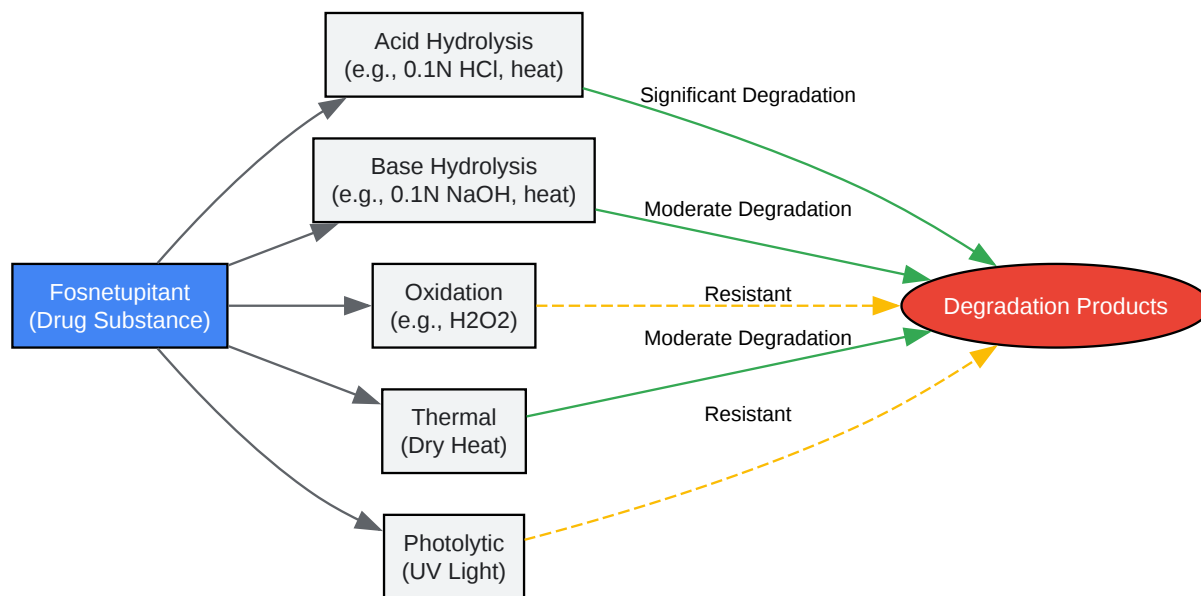 Acid Hydrolysis
(e.g., 0.1N HCl, heat)
Significant Degradation
Base Hydrolysis
(e.g., 0.1N NaOH, heat)
Moderate Degradation
Fosnetupitant
(Drug Substance)
Oxidation
(e.g., H2O2)
Resistant
Degradation Products
Moderate Degradation
Thermal
(Dry Heat)
Resistant
Photolytic
(UV Light)